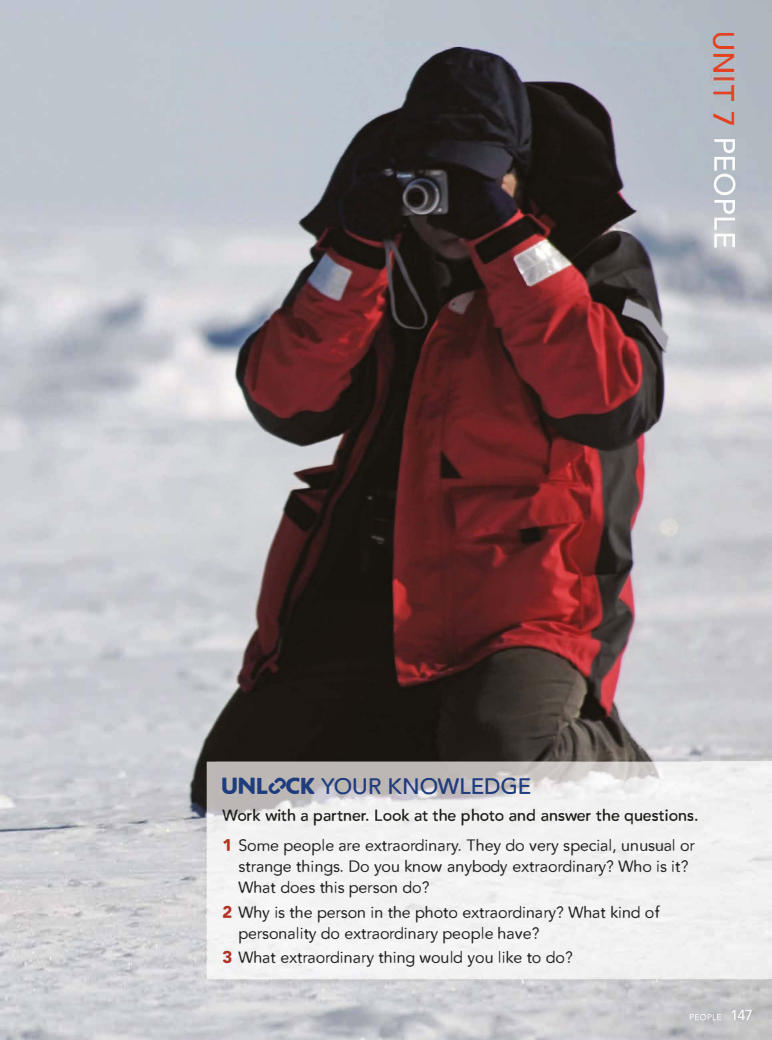 UNIT 7 PEOPLE
Canon
UNLOCK YOUR KNOWLEDGE
Work with a partner. Look at the photo and answer the questions.
1 Some people are extraordinary. They do very special, unusual or
strange things. Do you know anybody extraordinary? Who is it?
What does this person do?
2 Why is the person in the photo extraordinary? What kind of
personality do extraordinary people have?
3 What extraordinary thing would you like to do?
PEOPLE 147